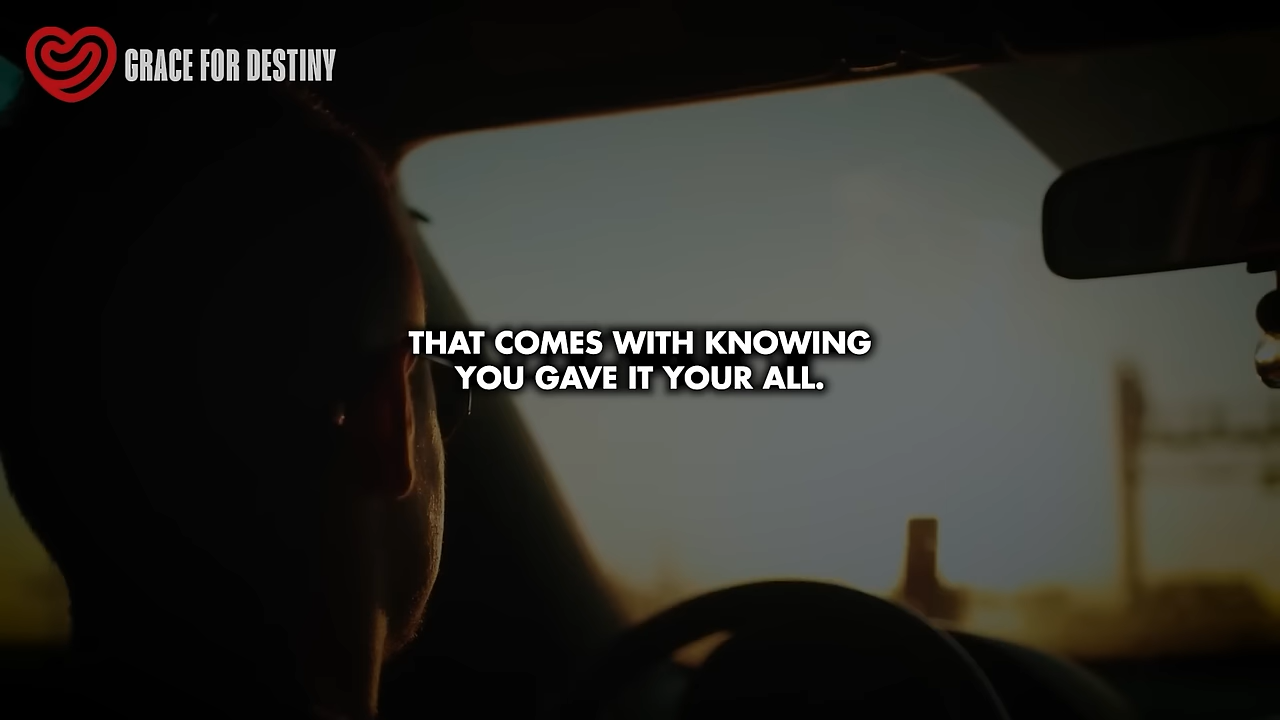 GRACE FOR DESTINY
THAT COMES WITH KNOWING
YOU GAVE IT YOUR ALL.